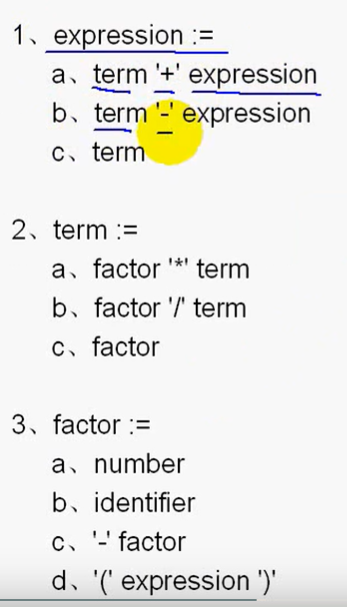 1、expression :=
a、term '+' expression
b、term '-' expression
c、term
2、term :=
a、factor '*' term
b、factor '/' term
c、factor
3、factor :=
a、number
b、identifier
c、'-' factor
d、'(' expression ')'